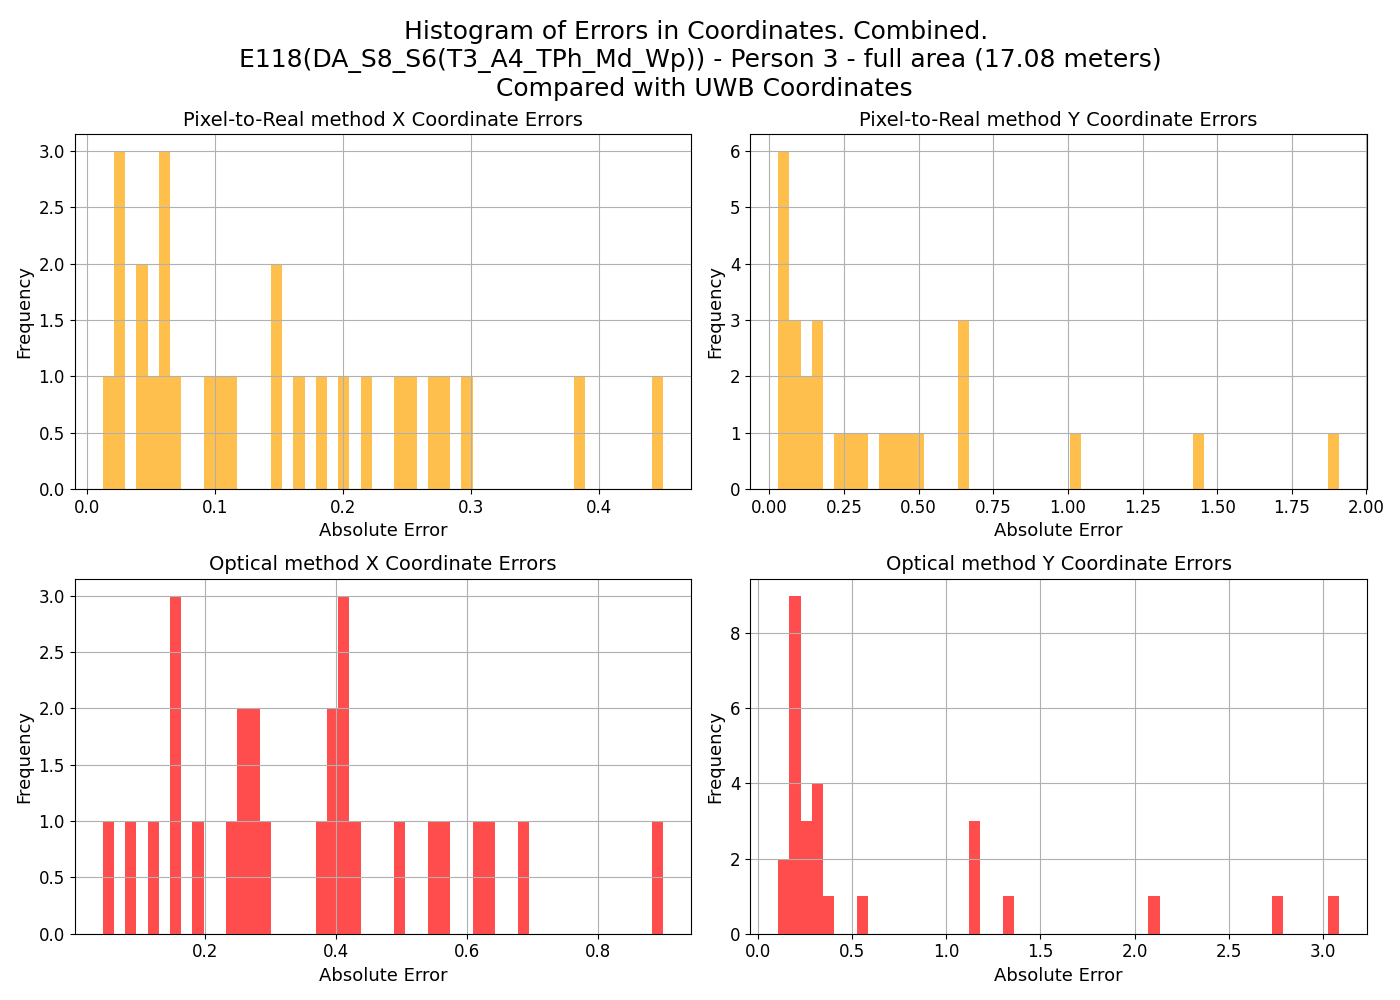 Histogram of Errors in Coordinates. Combined.
E118(DA_S8_S6(T3_A4_TPh_Md_Wp)) - Person 3 - full area (17.08 meters)
Compared with UWB Coordinates
Pixel-to-Real method X Coordinate Errors
Frequency
3.0
2.5
2.0
1.5
1.0
0.5
0.0
0.0 0.1 0.2 0.3 0.4
Absolute Error
Pixel-to-Real method Y Coordinate Errors
Frequency
6
5
4
3
2
1
0
0.00 0.25 0.50 0.75 1.00 1.25 1.50 1.75 2.00
Absolute Error
Optical method X Coordinate Errors
Frequency
3.0
2.5
2.0
1.5
1.0
0.5
0.0
0.2 0.4 0.6 0.8
Absolute Error
Optical method Y Coordinate Errors
Frequency
8
6
4
2
0
0.0 0.5 1.0 1.5 2.0 2.5 3.0
Absolute Error